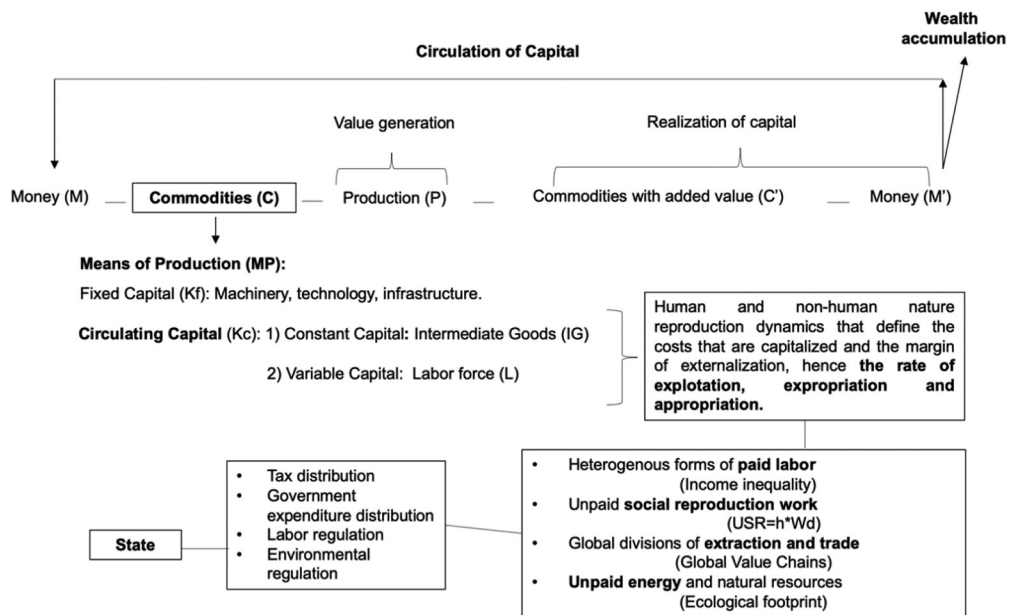 Wealth
accumulation
Circulation of Capital
Value generation
Realization of capital
Money (M) __ Commodities (C) __ Production (P) __ Commodities with added value (C') __ Money (M')
Means of Production (MP):
Fixed Capital (Kf): Machinery, technology, infrastructure.
Circulating Capital (Kc): 1) Constant Capital: Intermediate Goods (IG)
2) Variable Capital: Labor force (L)
Human and non-human nature
reproduction dynamics that define the
costs that are capitalized and the margin
of externalization, hence the rate of
explotation, expropriation and
appropriation.
State
• Tax distribution
• Government
expenditure distribution
• Labor regulation
• Environmental
regulation
• Heterogenous forms of paid labor
(Income inequality)
• Unpaid social reproduction work
(USR=h*Wd)
• Global divisions of extraction and trade
(Global Value Chains)
• Unpaid energy and natural resources
(Ecological footprint)